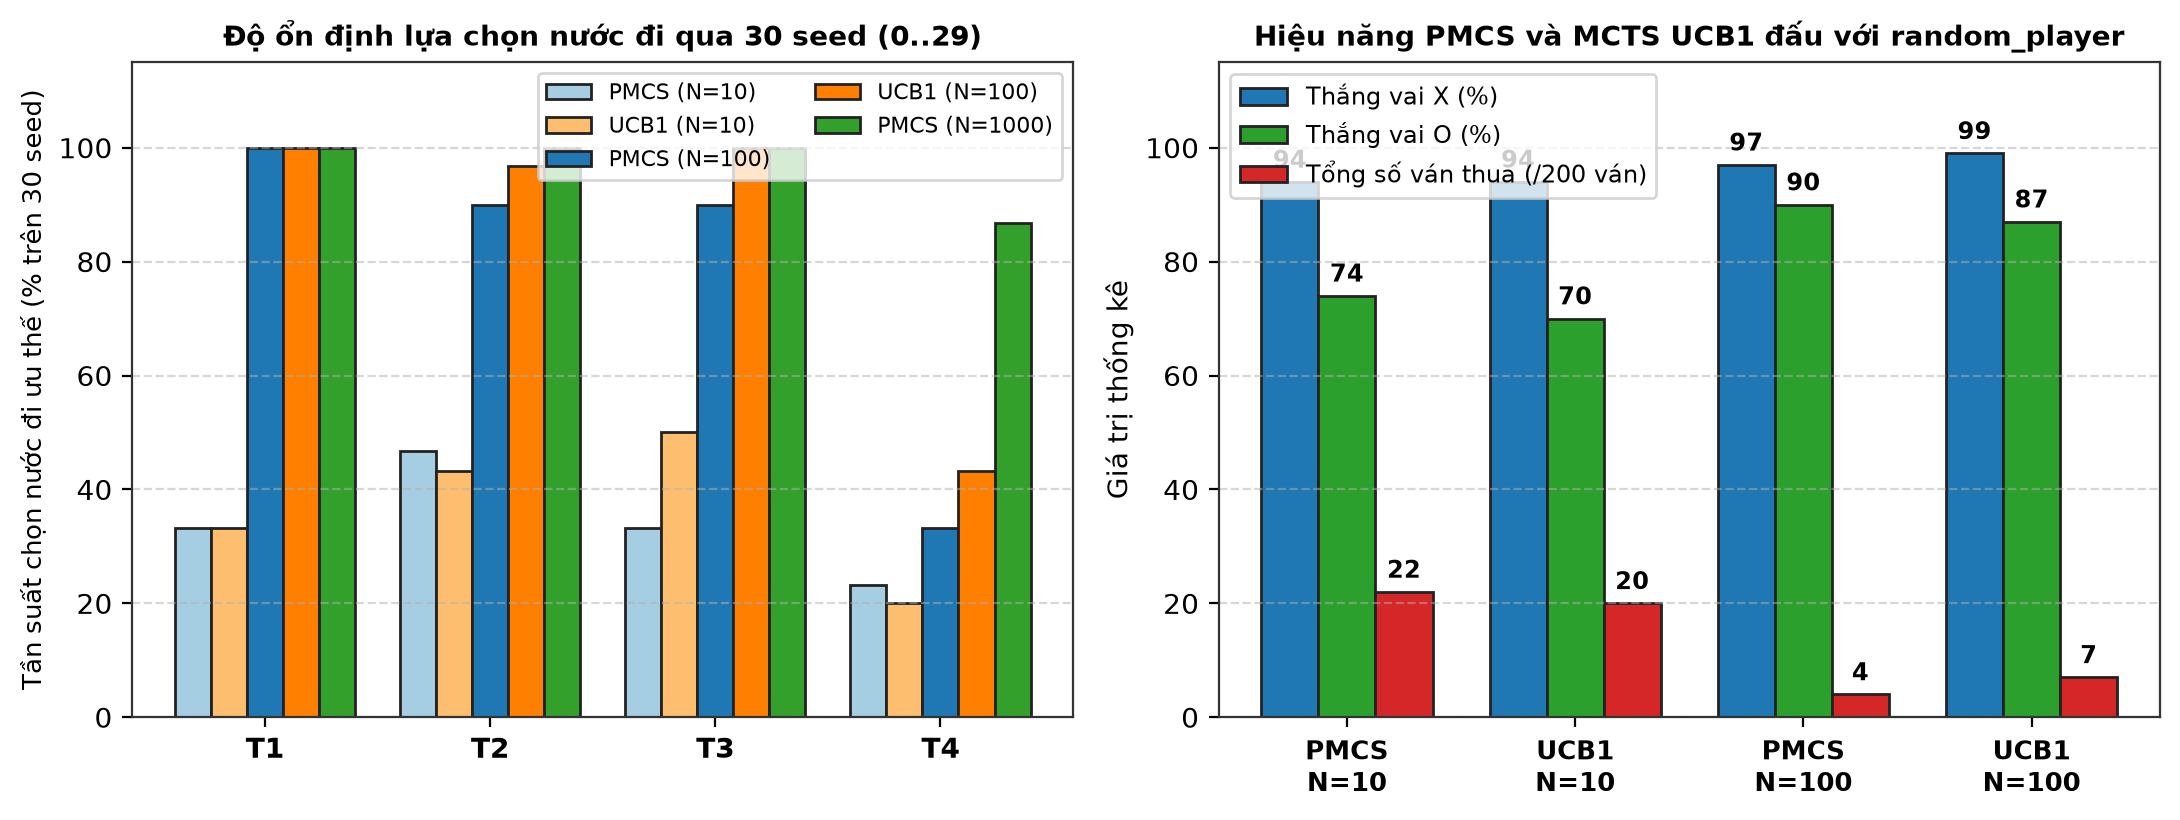 Độ ổn định lựa chọn nước đi qua 30 seed (0..29)
Tần suất chọn nước đi ưu thế (% trên 30 seed)
PMCS (N=10)
UCB1 (N=10)
PMCS (N=100)
UCB1 (N=100)
PMCS (N=1000)
100
80
60
40
20
0
T1
T2
T3
T4
Hiệu năng PMCS và MCTS UCB1 đấu với random_player
Giá trị thống kê
Thắng vai X (%)
Thắng vai O (%)
Tổng số ván thua (/200 ván)
100
80
60
40
20
0
94
74
22
94
70
20
97
90
4
99
87
7
PMCS
N=10
UCB1
N=10
PMCS
N=100
UCB1
N=100